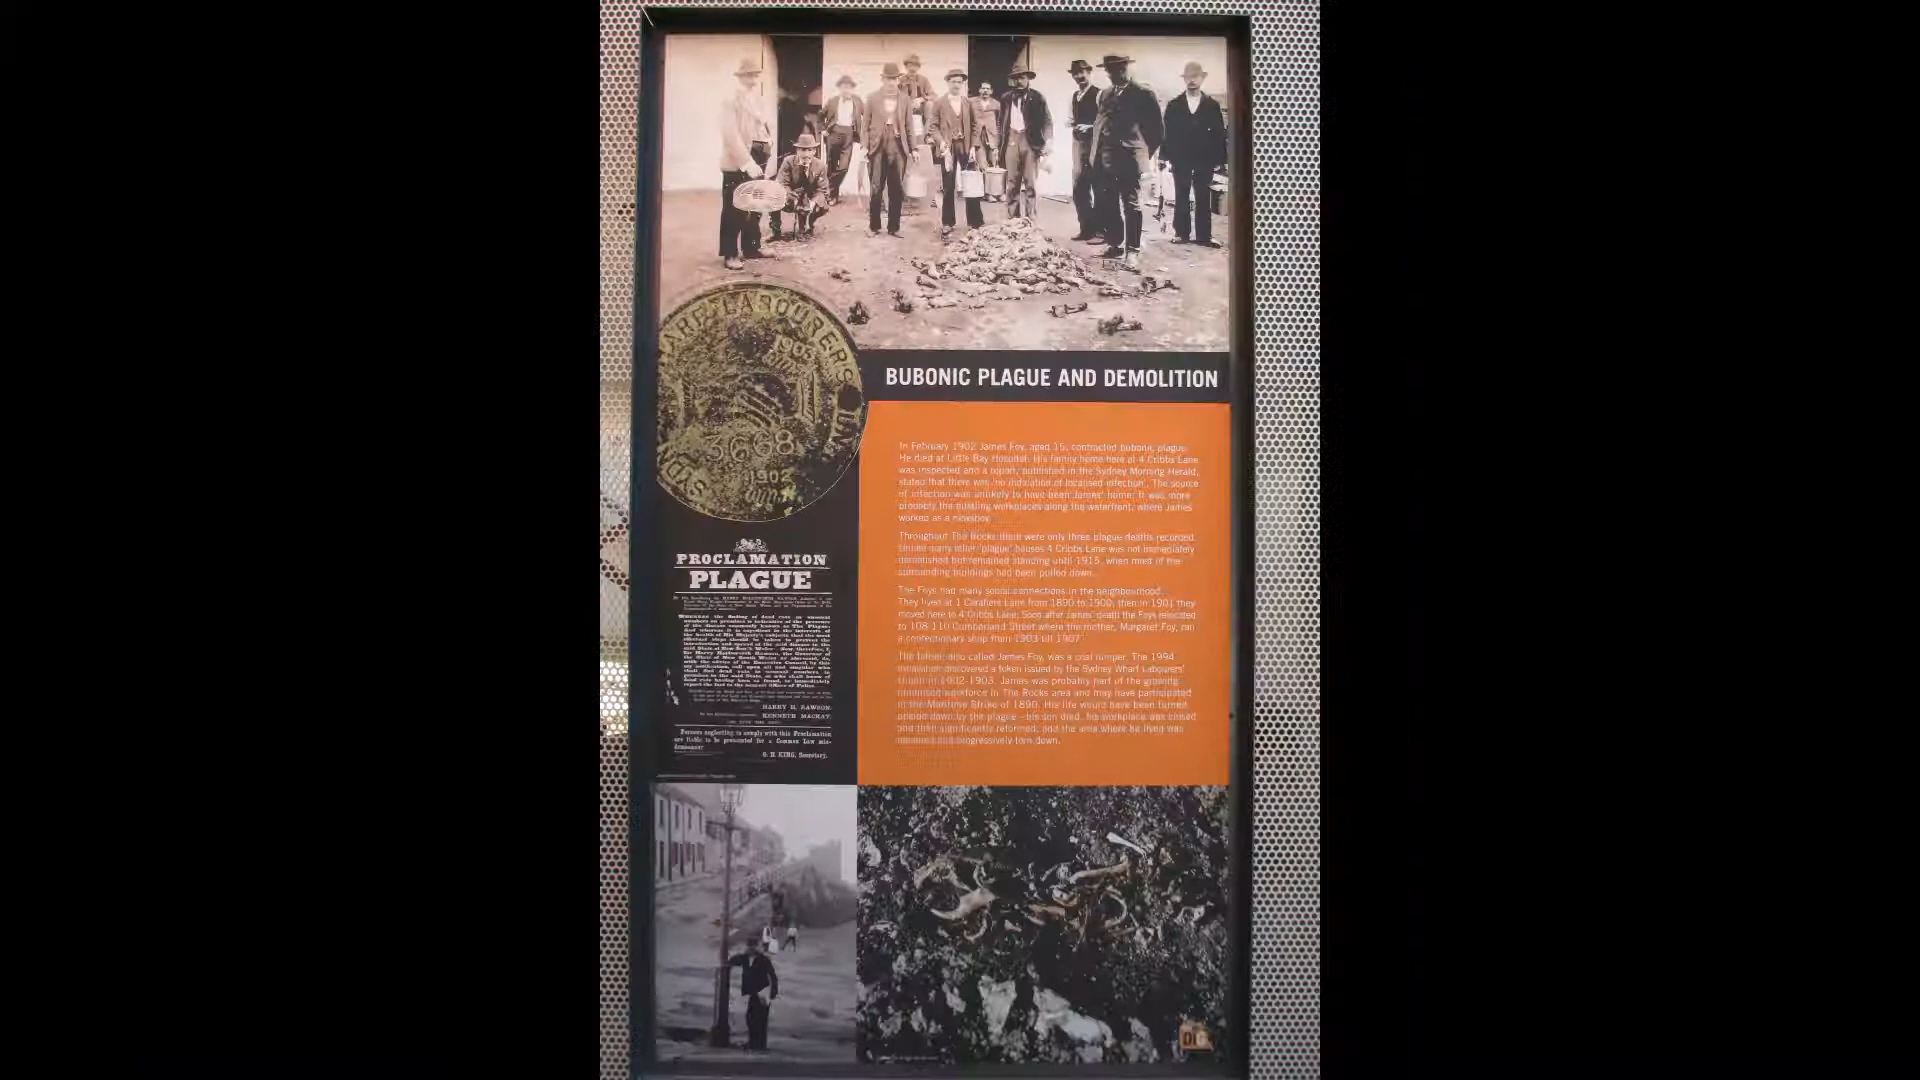 WHARF LABOURER'S UN
1903
3668
1902
SYDN
BUBONIC PLAGUE AND DEMOLITION
In February 1902 James Foy, aged 15, contracted bubonic plague.
He died at Little Bay Hospital. His family home here at 4 Cribbs Lane
was inspected and a report, published in the Sydney Morning Herald,
stated that there was 'no indication of localised infection'. The source
of infection was unlikely to have been James' home; it was more
probably the bustling workplaces along the waterfront, where James
worked as a
Throughout The Rocks there were only three plague deaths recorded.
Unlike many other 'plague' houses 4 Cribbs Lane was not immediately
demolished but remained standing until 1915, when most of the
surrounding buildings had been pulled down.
The Foys had many social connections in the neighbourhood.
They lived at 1 Carahers Lane from 1890 to 1900, then in 1901 they
moved here to 4 Cribbs Lane. Soon after James' death the Foys relocated
to 108-110 Cumberland Street where the mother, Margaret Foy, ran
a confectionary shop from 1903 till 1907.
The father, also called James Foy, was a coal lumper. The 1994
excavation discovered a token issued by the Sydney Wharf Labourers'
Union in 1902-1903. James was probably part of the growing
unionised workforce in The Rocks area and may have participated
in the Maritime Strike of 1890. His life would have been turned
upside down by the plague - his son died, his workplace was closed
and then significantly reformed, and the area where he lived was
resumed and progressively torn down.
PROCLAMATION
PLAGUE
HARRY H. RAWSON.
KENNETH MACKAY.
Persons neglecting to comply with this Proclamation
are liable to be prosecuted for a Common Law mis-
demeanour
G. H. KING, Secretary.
DIG